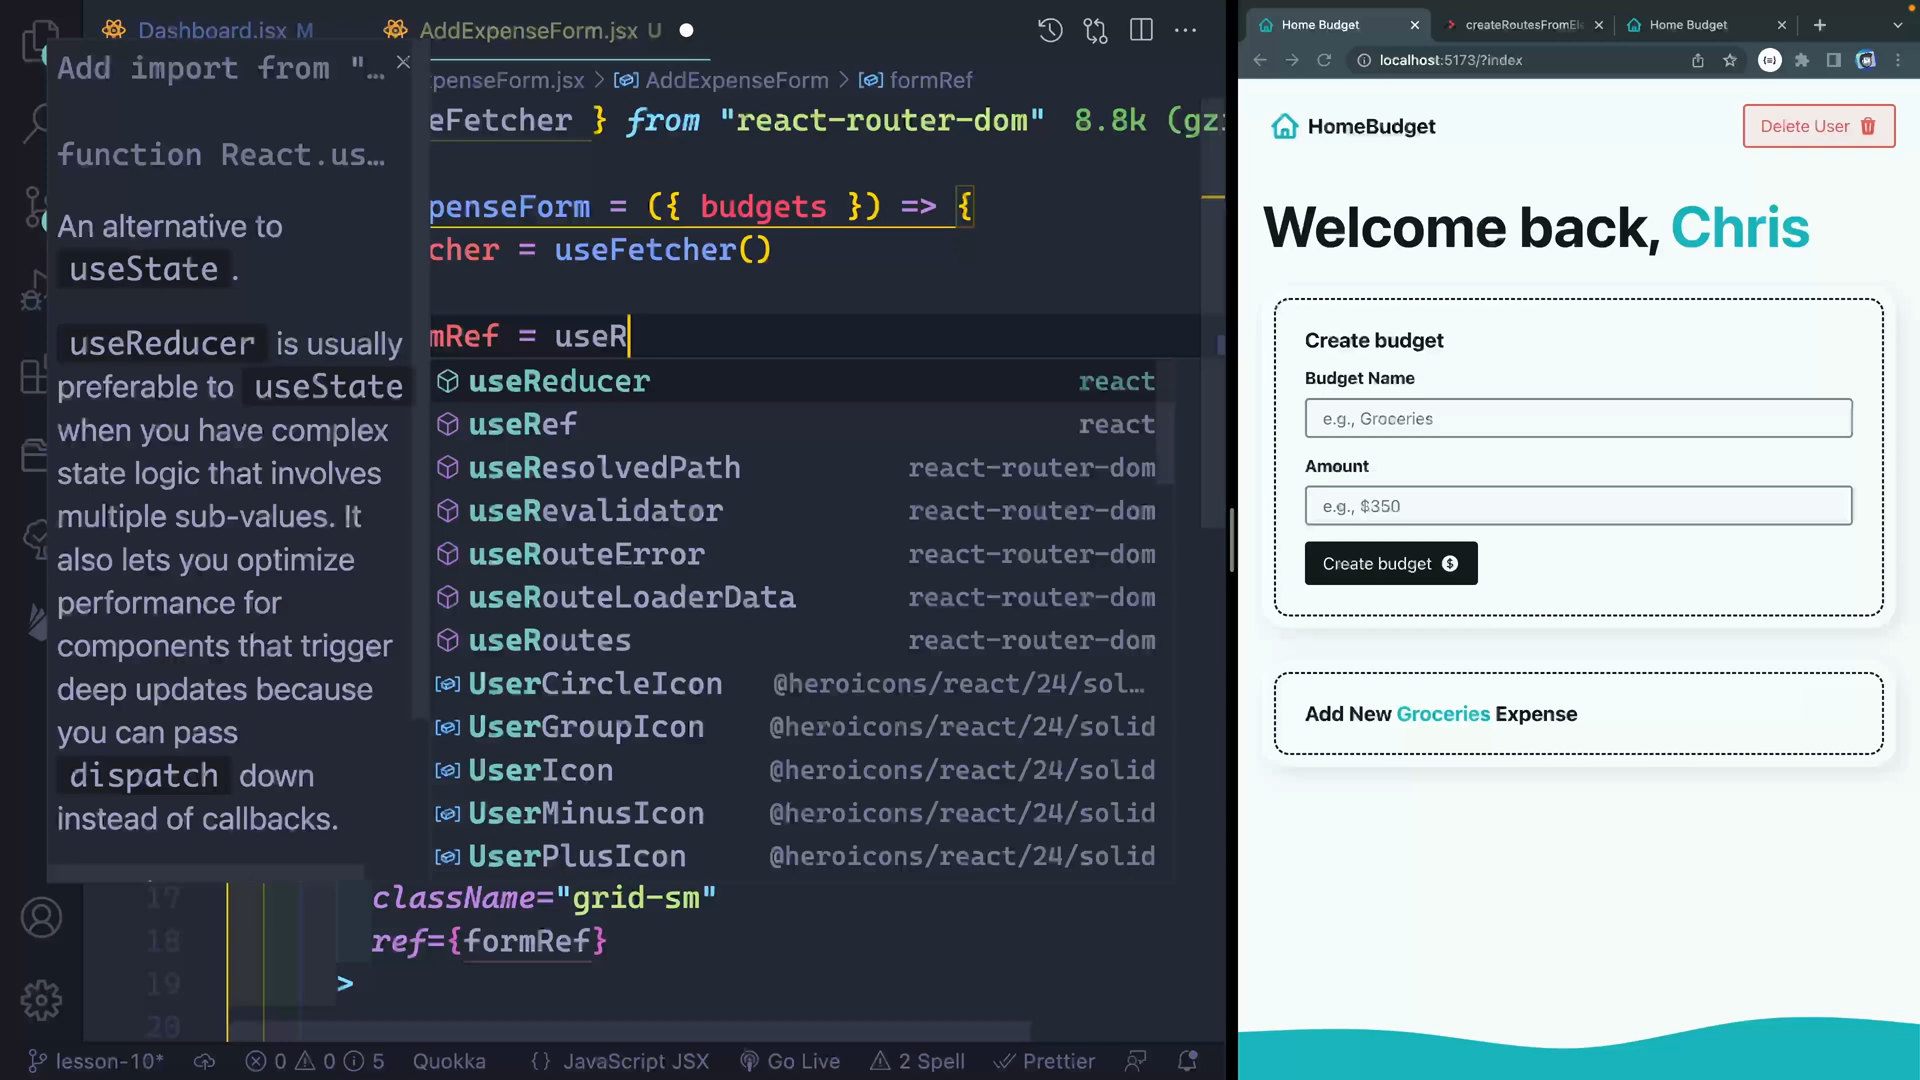 Dashboard.jsx M
AddExpenseForm.jsx U
Add import from "…
function React.us…
An alternative to
useState .
useReducer is usually
preferable to useState
when you have complex
state logic that involves
multiple sub-values. It
also lets you optimize
performance for
components that trigger
deep updates because
you can pass
dispatch down
instead of callbacks.
xpenseForm.jsx > AddExpenseForm > formRef
eFetcher } from "react-router-dom" 8.8k (gz
penseForm = ({ budgets }) => {
cher = useFetcher()
mRef = useR
useReducer react
useRef react
useResolvedPath react-router-dom
useRevalidator react-router-dom
useRouteError react-router-dom
useRouteLoaderData react-router-dom
useRoutes react-router-dom
UserCircleIcon @heroicons/react/24/sol…
UserGroupIcon @heroicons/react/24/solid
UserIcon @heroicons/react/24/solid
UserMinusIcon @heroicons/react/24/solid
UserPlusIcon @heroicons/react/24/solid
17 className="grid-sm"
18 ref={formRef}
19 >
20
lesson-10* 0 0 5 Quokka {} JavaScript JSX Go Live 2 Spell Prettier
Home Budget
createRoutesFromEle
Home Budget
localhost:5173/?index
HomeBudget
Delete User
Welcome back, Chris
Create budget
Budget Name
e.g., Groceries
Amount
e.g., $350
Create budget $
Add New Groceries Expense